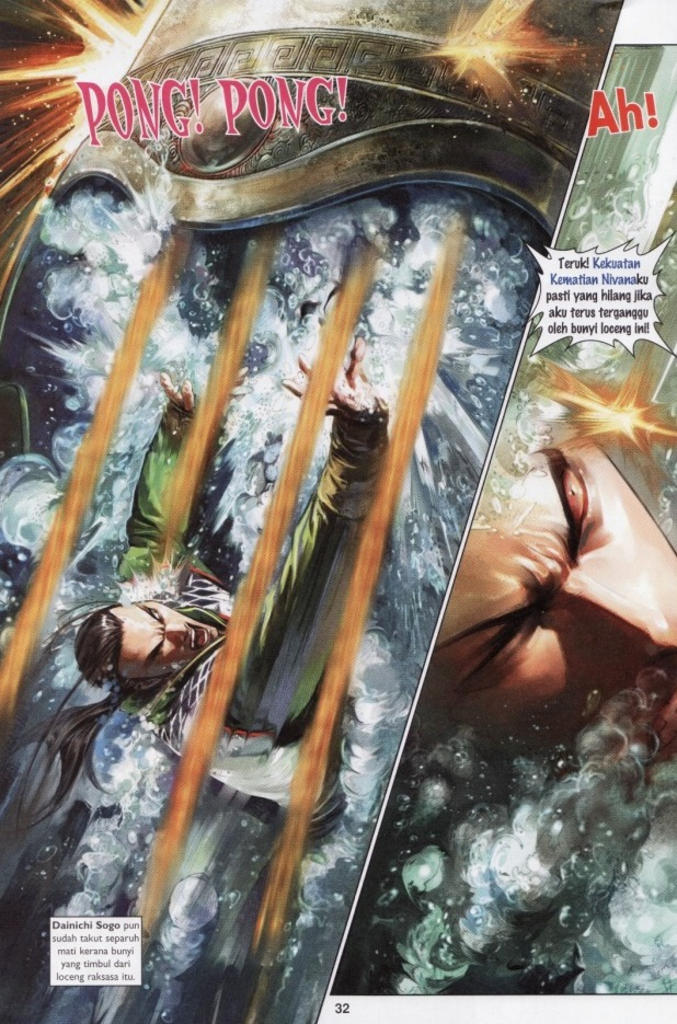 PONG! PONG!
Ah!
Teruk! Kekuatan
Kematian Nivanaku
pasti yang hilang jika
aku terus terganggu
oleh bunyi loceng ini!
Dainichi Sogo pun
sudah takut separuh
mati kerana bunyi
yang timbul dari
loceng raksasa itu.
32